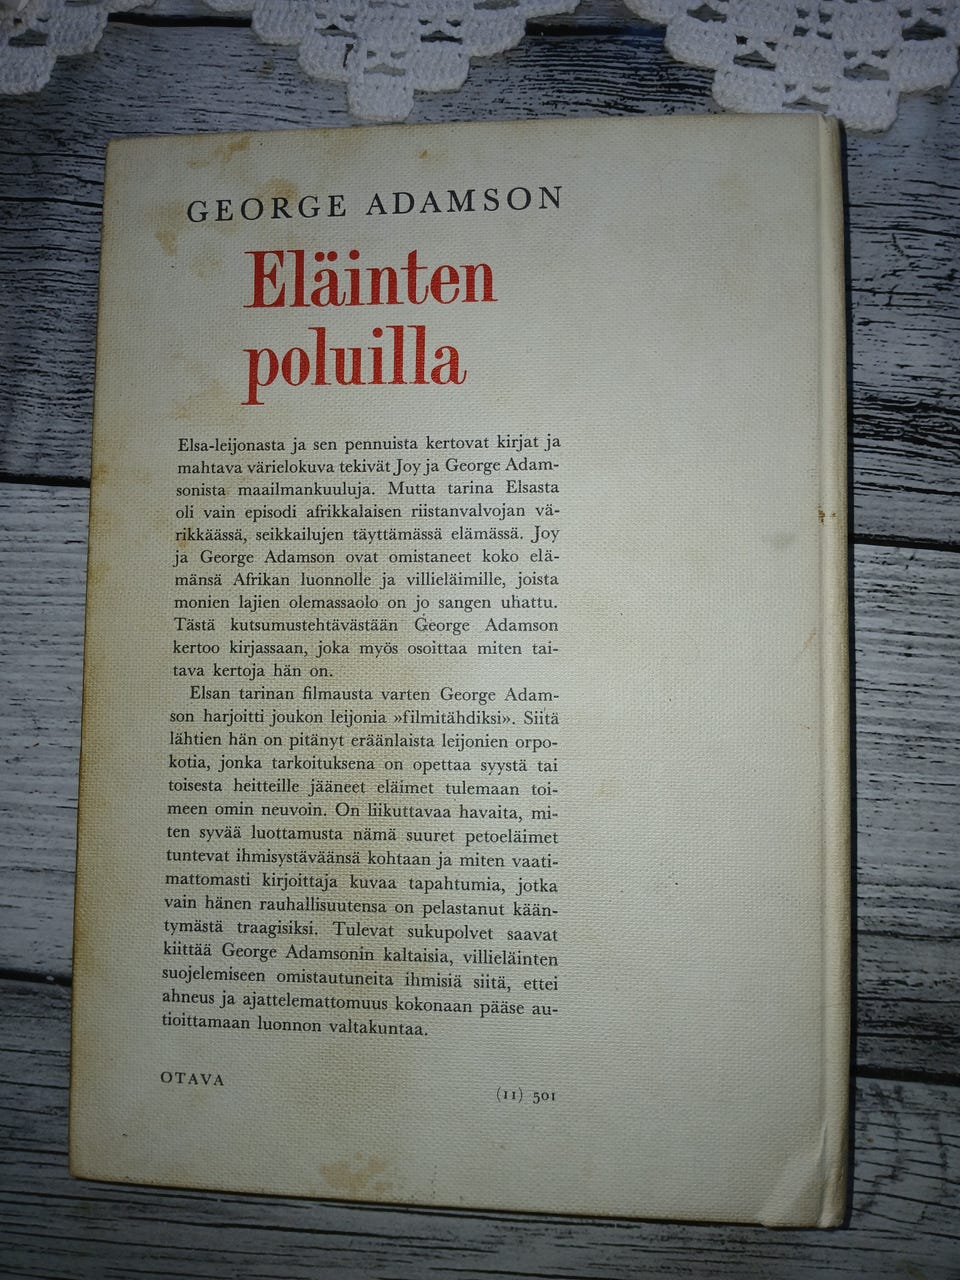 GEORGE ADAMSON
Eläinten
poluilla
Elsa-leijonasta ja sen pennuista kertovat kirjat ja
mahtava värielokuva tekivät Joy ja George Adam-
sonista maailmankuuluja. Mutta tarina Elsasta
oli vain episodi afrikkalaisen riistanvalvojan vä-
rikkäässä, seikkailujen täyttämässä elämässä. Joy
ja George Adamson ovat omistaneet koko elä-
mänsä Afrikan luonnolle ja villieläimille, joista
monien lajien olemassaolo on jo sangen uhattu.
Tästä kutsumustehtävästään George Adamson
kertoo kirjassaan, joka myös osoittaa miten tai-
tava kertoja hän on.
Elsan tarinan filmausta varten George Adam-
son harjoitti joukon leijonia »filmitähdiksi». Siitä
lähtien hän on pitänyt eräänlaista leijonien orpo-
kotia, jonka tarkoituksena on opettaa syystä tai
toisesta heitteille jääneet eläimet tulemaan toi-
meen omin neuvoin. On liikuttavaa havaita, mi-
ten syvää luottamusta nämä suuret petoeläimet
tuntevat ihmisystäväänsä kohtaan ja miten vaati-
mattomasti kirjoittaja kuvaa tapahtumia, jotka
vain hänen rauhallisuutensa on pelastanut kään-
tymästä traagisiksi. Tulevat sukupolvet saavat
kiittää George Adamsonin kaltaisia, villieläinten
suojelemiseen omistautuneita ihmisiä siitä, ettei
ahneus ja ajattelemattomuus kokonaan pääse au-
tioittamaan luonnon valtakuntaa.
OTAVA
(11) 501